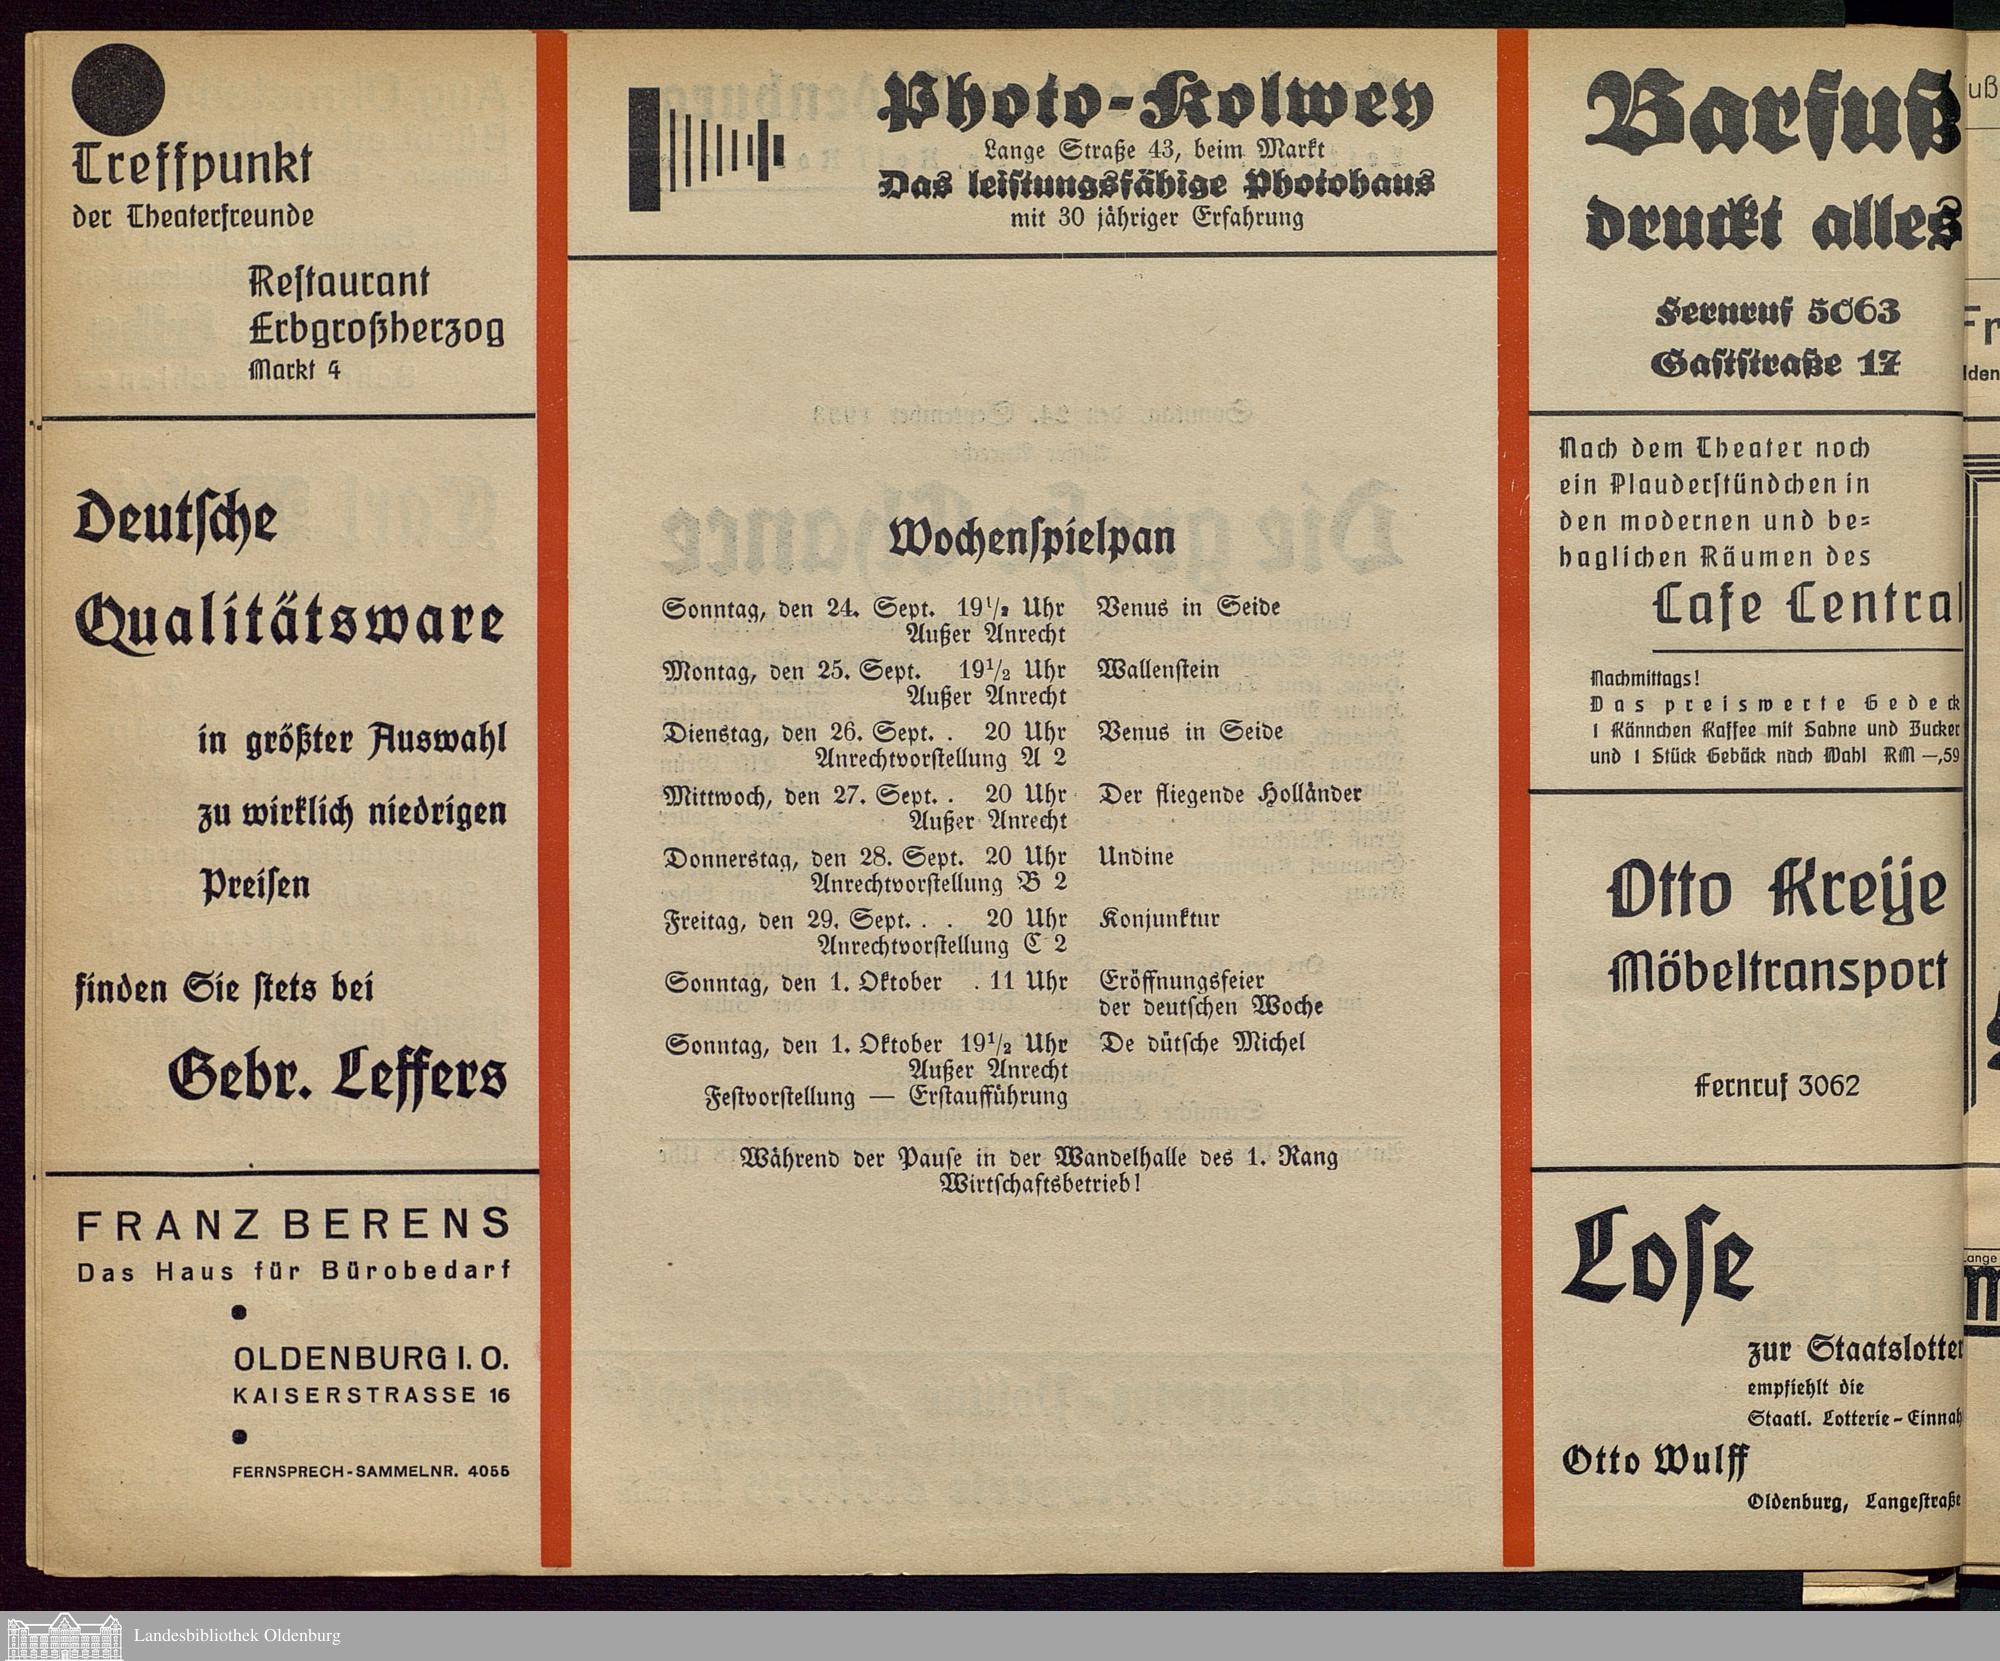 Treffpunkt
der Theaterfreunde
Restaurant
Erbgroßherzog
Markt 4
Deutsche
Qualitätsware
in größter Auswahl
zu wirklich niedrigen
Preisen
finden Sie stets bei
Gebr. Leffers
FRANZ BERENS
Das Haus für Bürobedarf
OLDENBURG I. O.
KAISERSTRASSE 16
FERNSPRECH-SAMMELNR. 4055
Photo-Kolwey
Lange Straße 43, beim Markt
Das leistungsfähige Photohaus
mit 30 jähriger Erfahrung
Wochenspielpan
Sonntag, den 24. Sept. 19½ Uhr Venus in Seide
Außer Anrecht
Montag, den 25. Sept. 19½ Uhr Wallenstein
Außer Anrecht
Dienstag, den 26. Sept. . 20 Uhr Venus in Seide
Anrechtvorstellung A 2
Mittwoch, den 27. Sept. . 20 Uhr Der fliegende Holländer
Außer Anrecht
Donnerstag, den 28. Sept. 20 Uhr Undine
Anrechtvorstellung B 2
Freitag, den 29. Sept. . . 20 Uhr Konjunktur
Anrechtvorstellung C 2
Sonntag, den 1. Oktober . 11 Uhr Eröffnungsfeier
der deutschen Woche
Sonntag, den 1. Oktober 19½ Uhr De dütsche Michel
Außer Anrecht
Festvorstellung — Erstaufführung
Während der Pause in der Wandelhalle des 1. Rang
Wirtschaftsbetrieb!
Barfuß
druckt alles
Fernruf 5063
Gaststraße 17
Nach dem Theater noch
ein Plauderstündchen in
den modernen und be-
haglichen Räumen des
Cafe Central
Nachmittags!
Das preiswerte Gedeck
1 Kännchen Kaffee mit Sahne und Zucker
und 1 Stück Gebäck nach Wahl RM —,59
Otto Kreije
Möbeltransport
Fernruf 3062
Lose
zur Staatslotter
empfiehlt die
Staatl. Lotterie-Einnah
Otto Wulff
Oldenburg, Langestraße
Landesbibliothek Oldenburg